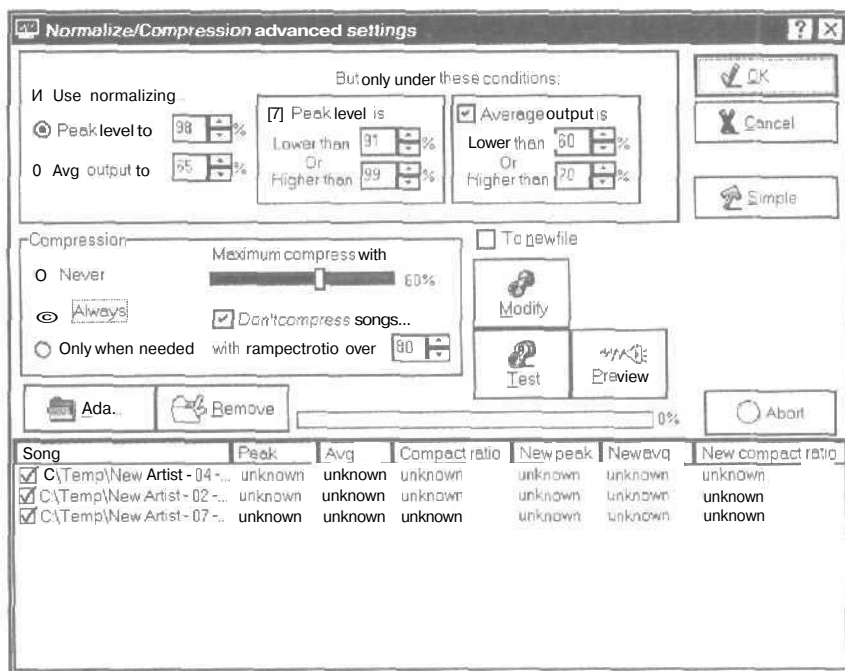 Normalize/Compression advanced settings
И Use normalizing...
Peak level to 98 %
0 Avg output to 65 %
But only under these conditions:
[7] Peak level is
Lower than 91 %
Or
Higher than 99 %
Average output is
Lower than 60 %
Or
Higher than 70 %
OK
Cancel
Simple
Compression
O Never
© Always
Only when needed
Maximum compress with
60%
Don'tcompress songs...
with rampectrotio over 80
To newfile
Modify
Test
Preview
Ada..
Remove
0%
Abort
Song Peak Avg Compact ratio New peak Newavq New compact ratio
C\Temp\New Artist - 04 -... unknown unknown unknown unknown unknown unknown
C:\Temp\New Artist - 02 -... unknown unknown unknown unknown unknown unknown
C:\Temp\New Artist - 07 -.. unknown unknown unknown unknown unknown unknown